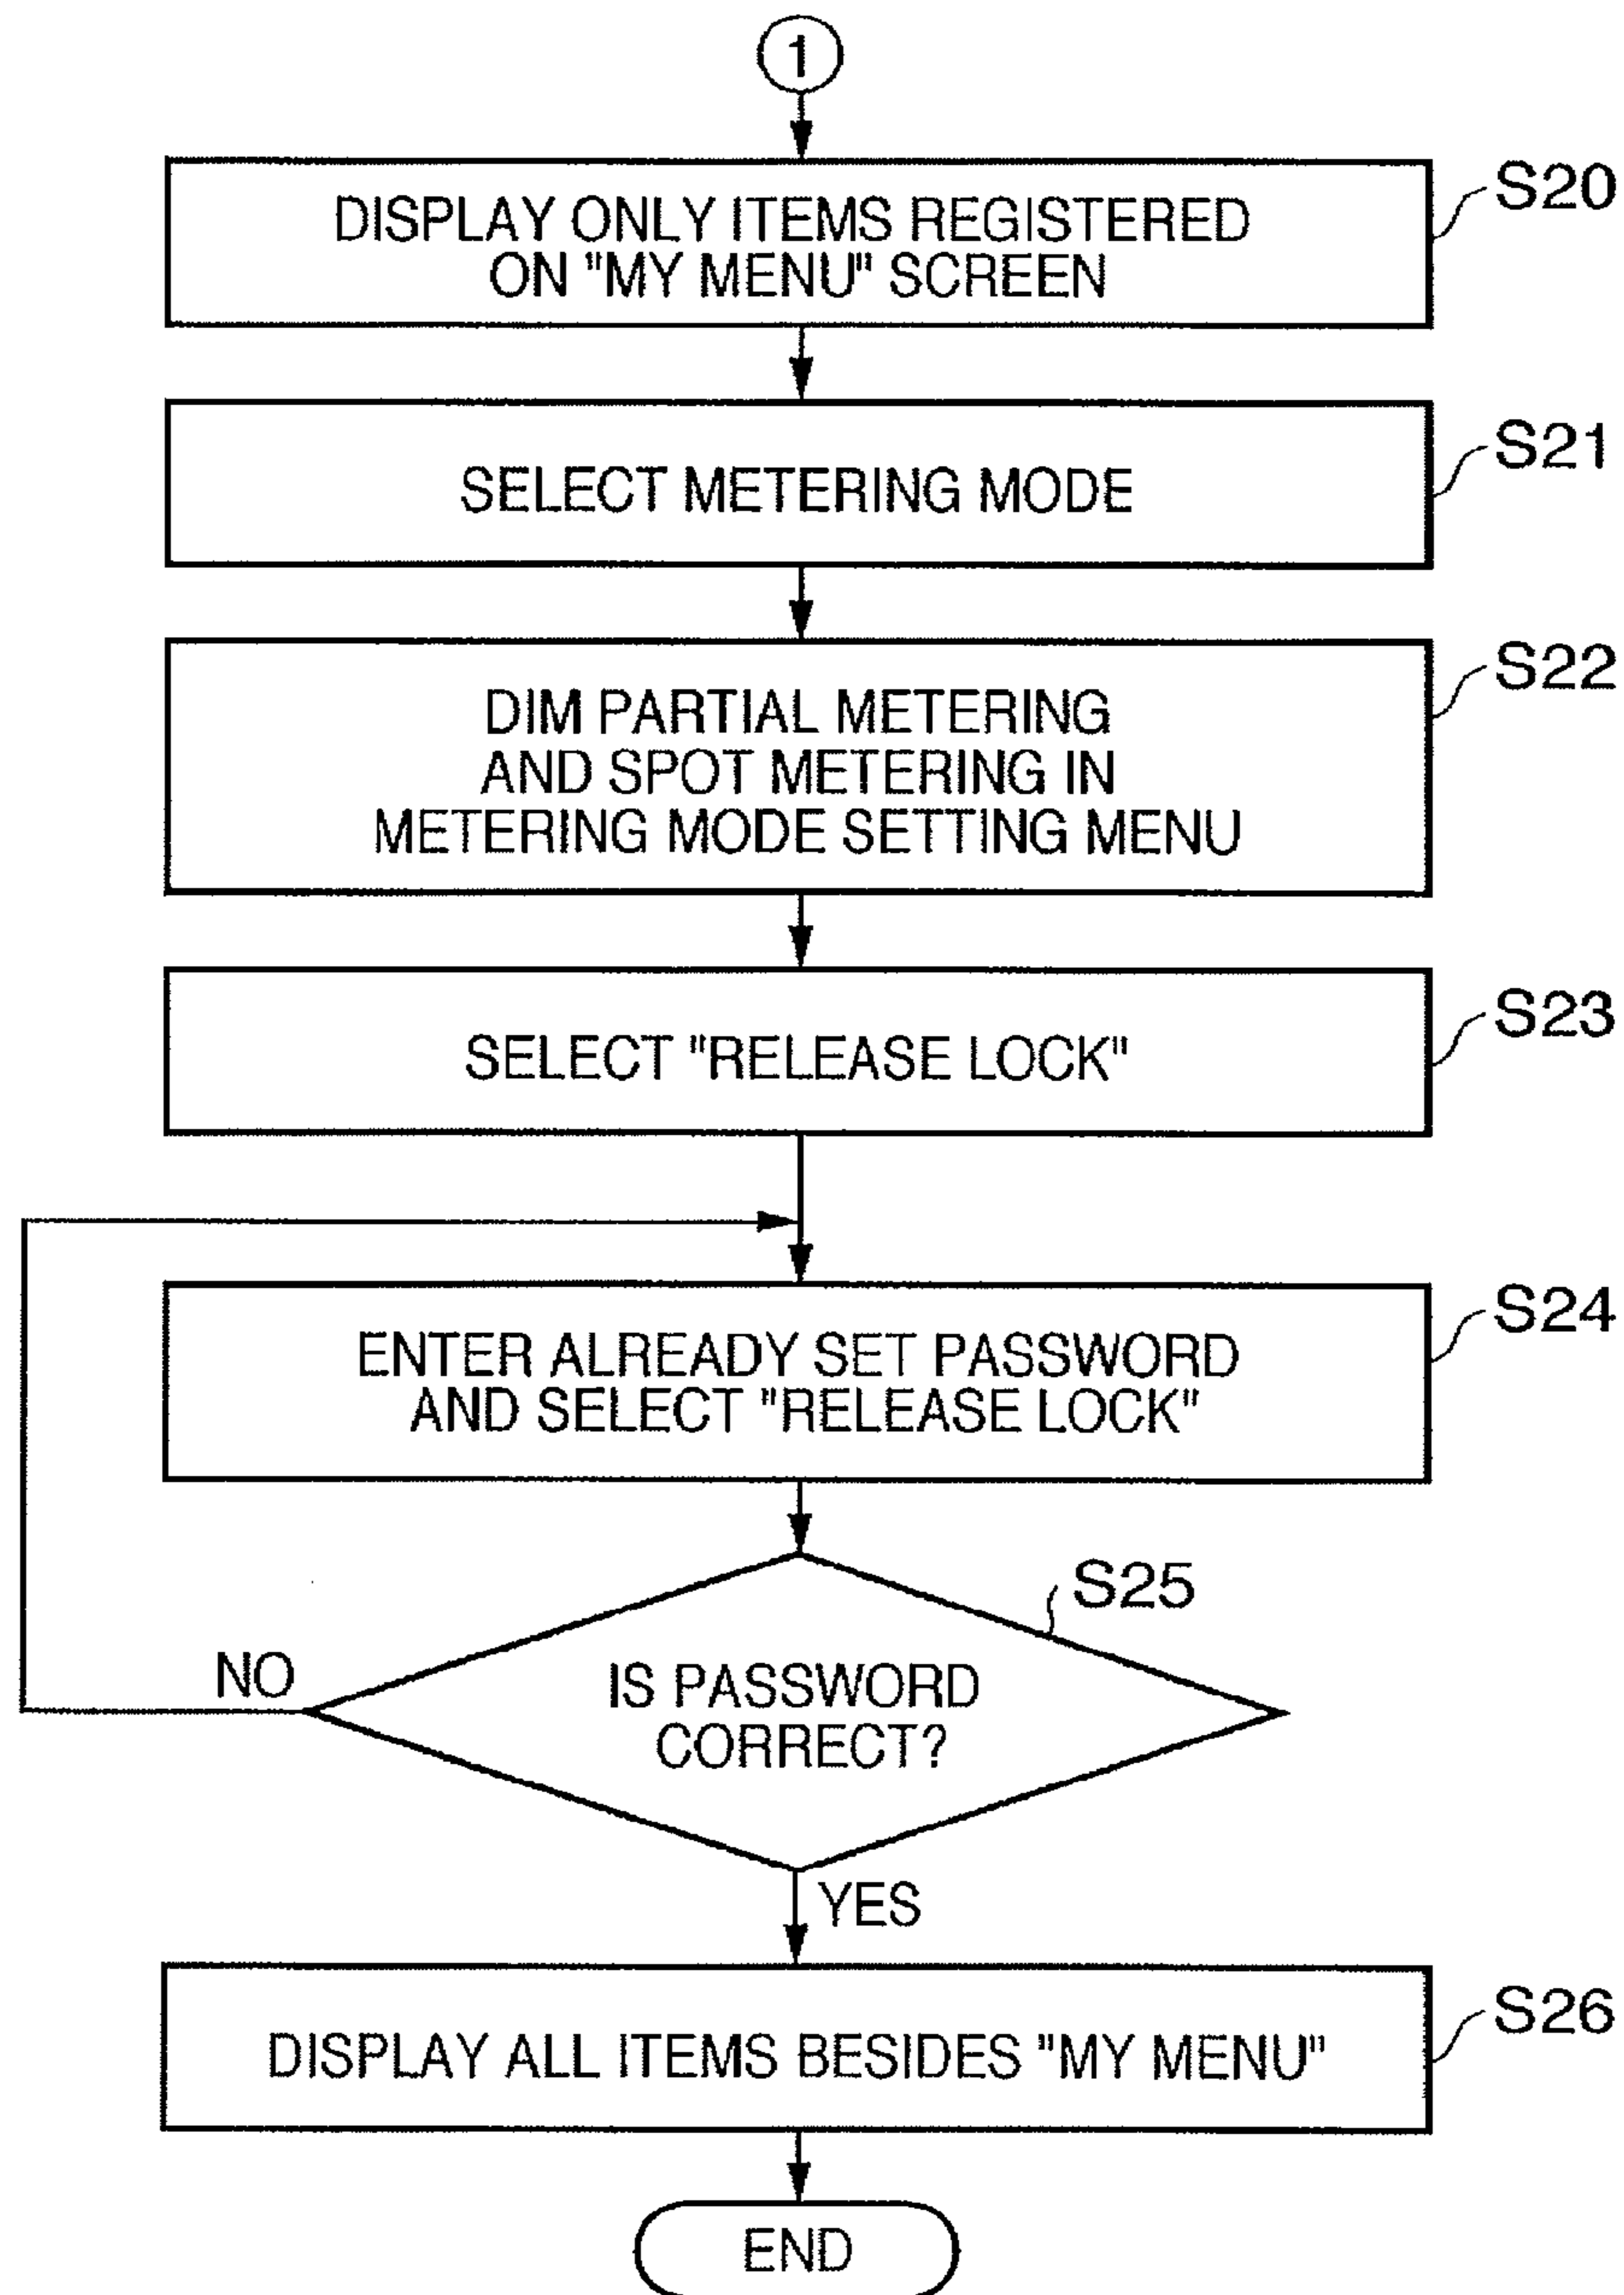 1
DISPLAY ONLY ITEMS REGISTERED
ON "MY MENU" SCREEN
S20
SELECT METERING MODE
S21
DIM PARTIAL METERING
AND SPOT METERING IN
METERING MODE SETTING MENU
S22
SELECT "RELEASE LOCK"
S23
ENTER ALREADY SET PASSWORD
AND SELECT "RELEASE LOCK"
S24
IS PASSWORD
CORRECT?
S25
NO
YES
DISPLAY ALL ITEMS BESIDES "MY MENU"
S26
END